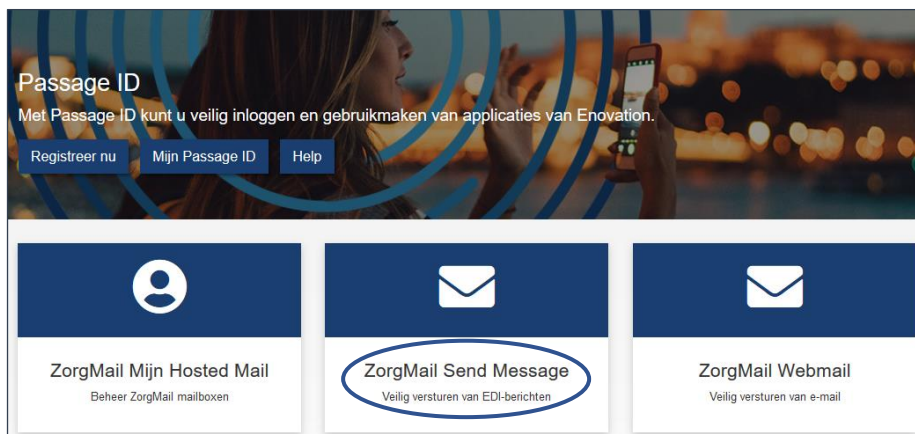 Passage ID
Met Passage ID kunt u veilig inloggen en gebruikmaken van applicaties van Enovation.
Registreer nu
Mijn Passage ID
Help
ZorgMail Mijn Hosted Mail
Beheer ZorgMail mailboxen
ZorgMail Send Message
Veilig versturen van EDI-berichten
ZorgMail Webmail
Veilig versturen van e-mail